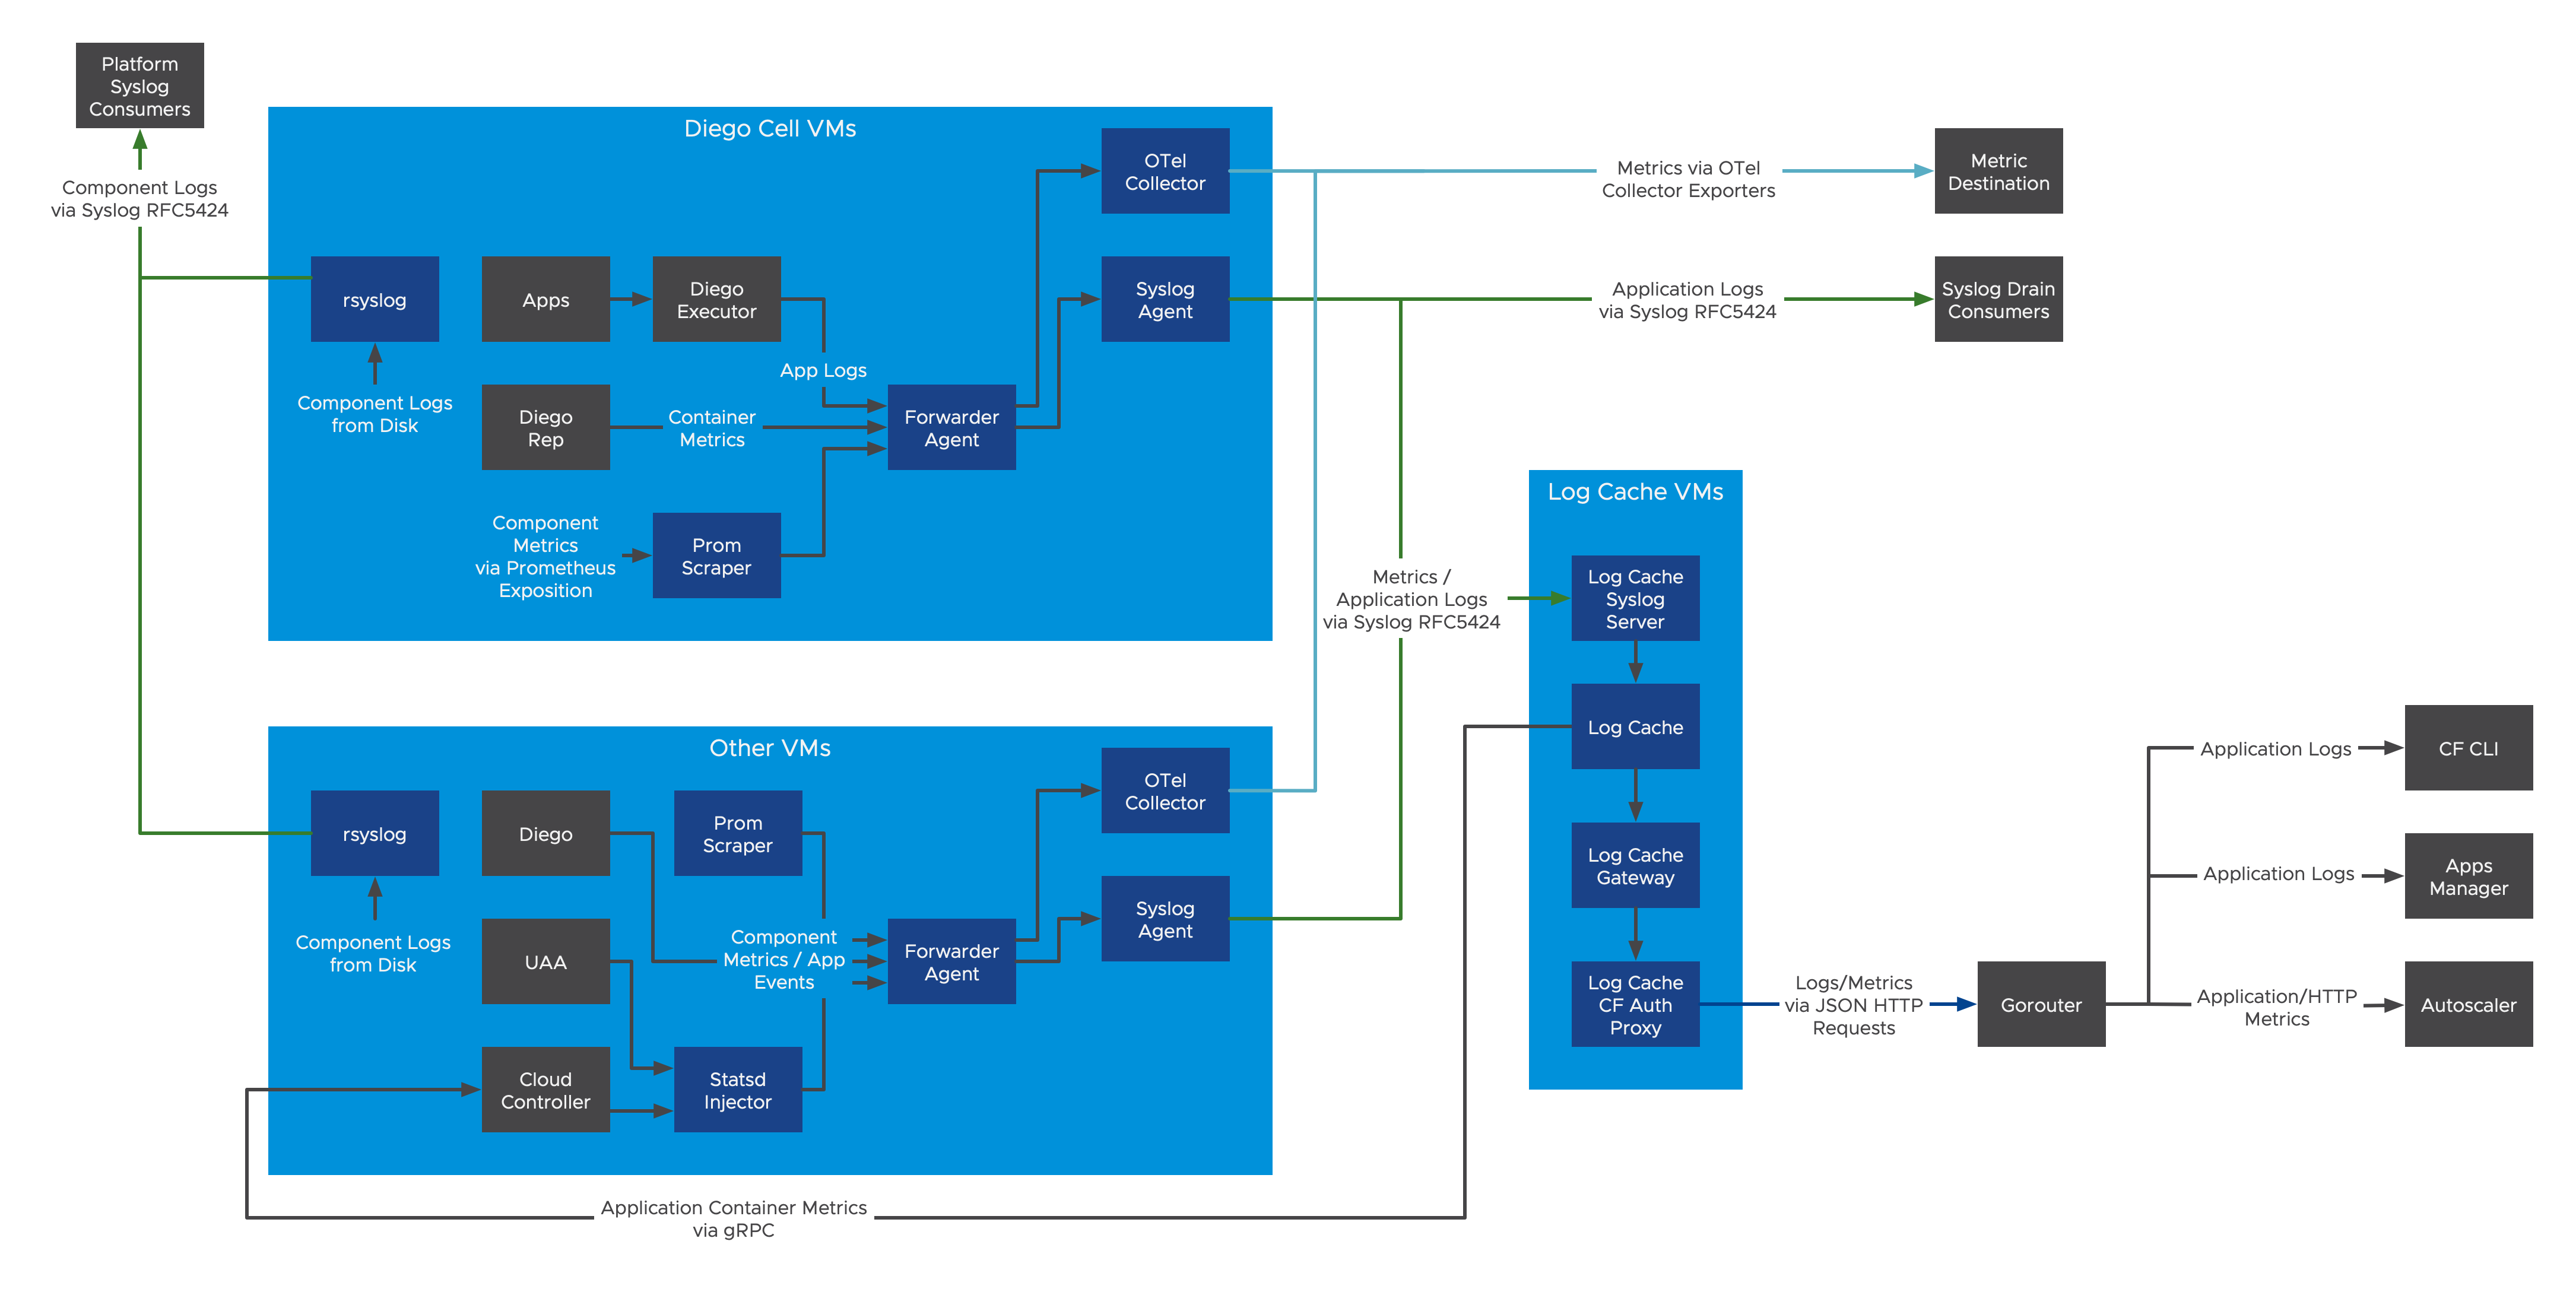 Platform
Syslog
Consumers
Component Logs
via Syslog RFC5424
Diego Cell VMs
OTel
Collector
Metrics via OTel
Collector Exporters
Metric
Destination
rsyslog
Apps
Diego
Executor
Syslog
Agent
Application Logs
via Syslog RFC5424
Syslog Drain
Consumers
App Logs
Component Logs
from Disk
Diego
Rep
Container
Metrics
Forwarder
Agent
Component
Metrics
via Prometheus
Exposition
Prom
Scraper
Log Cache VMs
Metrics /
Application Logs
via Syslog RFC5424
Log Cache
Syslog
Server
Log Cache
Log Cache
Gateway
Log Cache
CF Auth
Proxy
Other VMs
OTel
Collector
rsyslog
Diego
Prom
Scraper
Syslog
Agent
Component Logs
from Disk
UAA
Component
Metrics / App
Events
Forwarder
Agent
Cloud
Controller
Statsd
Injector
Application Container Metrics
via gRPC
Logs/Metrics
via JSON HTTP
Requests
Gorouter
Application Logs
CF CLI
Application Logs
Apps
Manager
Application/HTTP
Metrics
Autoscaler